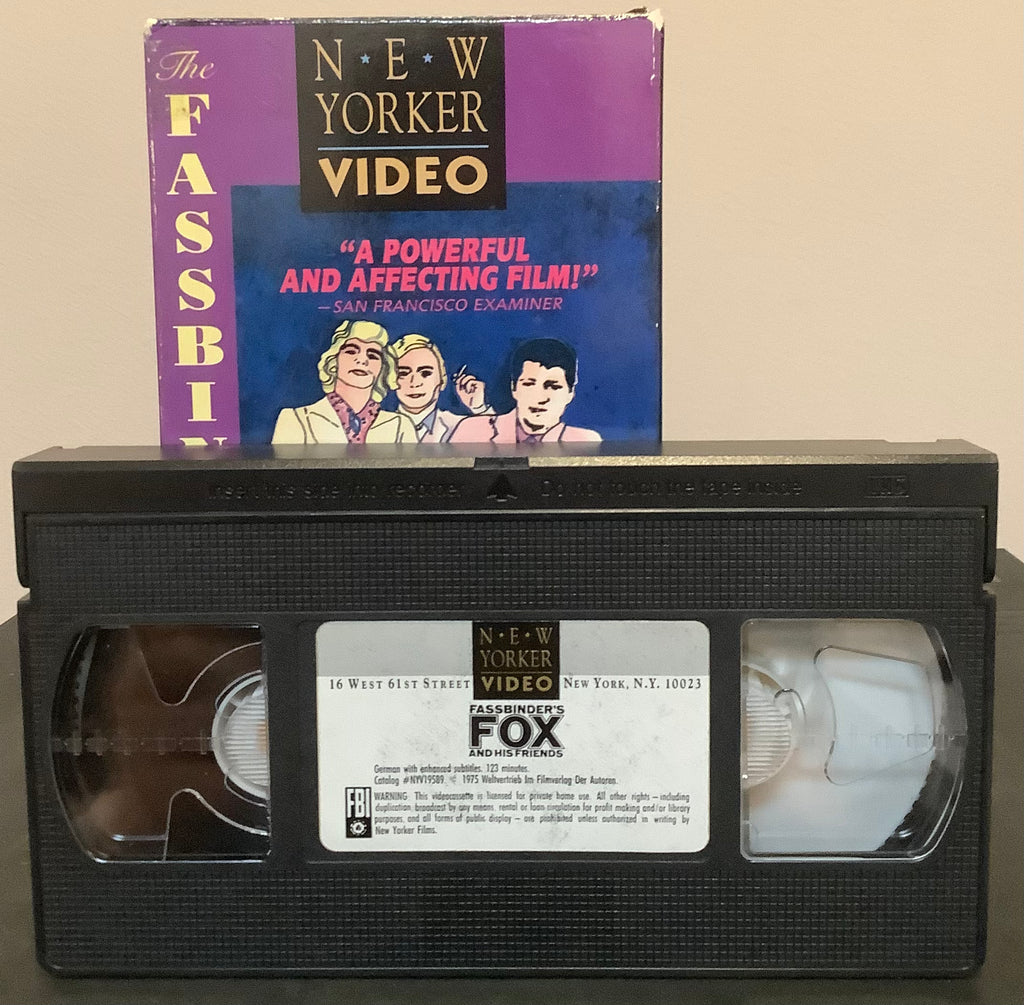 The
FASSBIN
N★E★W
YORKER
VIDEO
"A POWERFUL
AND AFFECTING FILM!"
—SAN FRANCISCO EXAMINER
Insert this side into recorder
Do not touch the tape inside
VHS
N•E•W
YORKER
VIDEO
16 WEST 61ST STREET
NEW YORK, N.Y. 10023
FASSBINDER'S
FOX
AND HIS FRIENDS
German with enhanced subtitles. 123 minutes.
Catalog #NYV19589. © 1975 Weltvertrieb Im Filmverlag Der Autoren.
FBI
WARNING: This videocassette is licensed for private home use. All other rights – including
duplication, broadcast by any means, rental or loan circulation for profit making and/or library
purposes, and all forms of public display – are prohibited unless authorized in writing by
New Yorker Films.